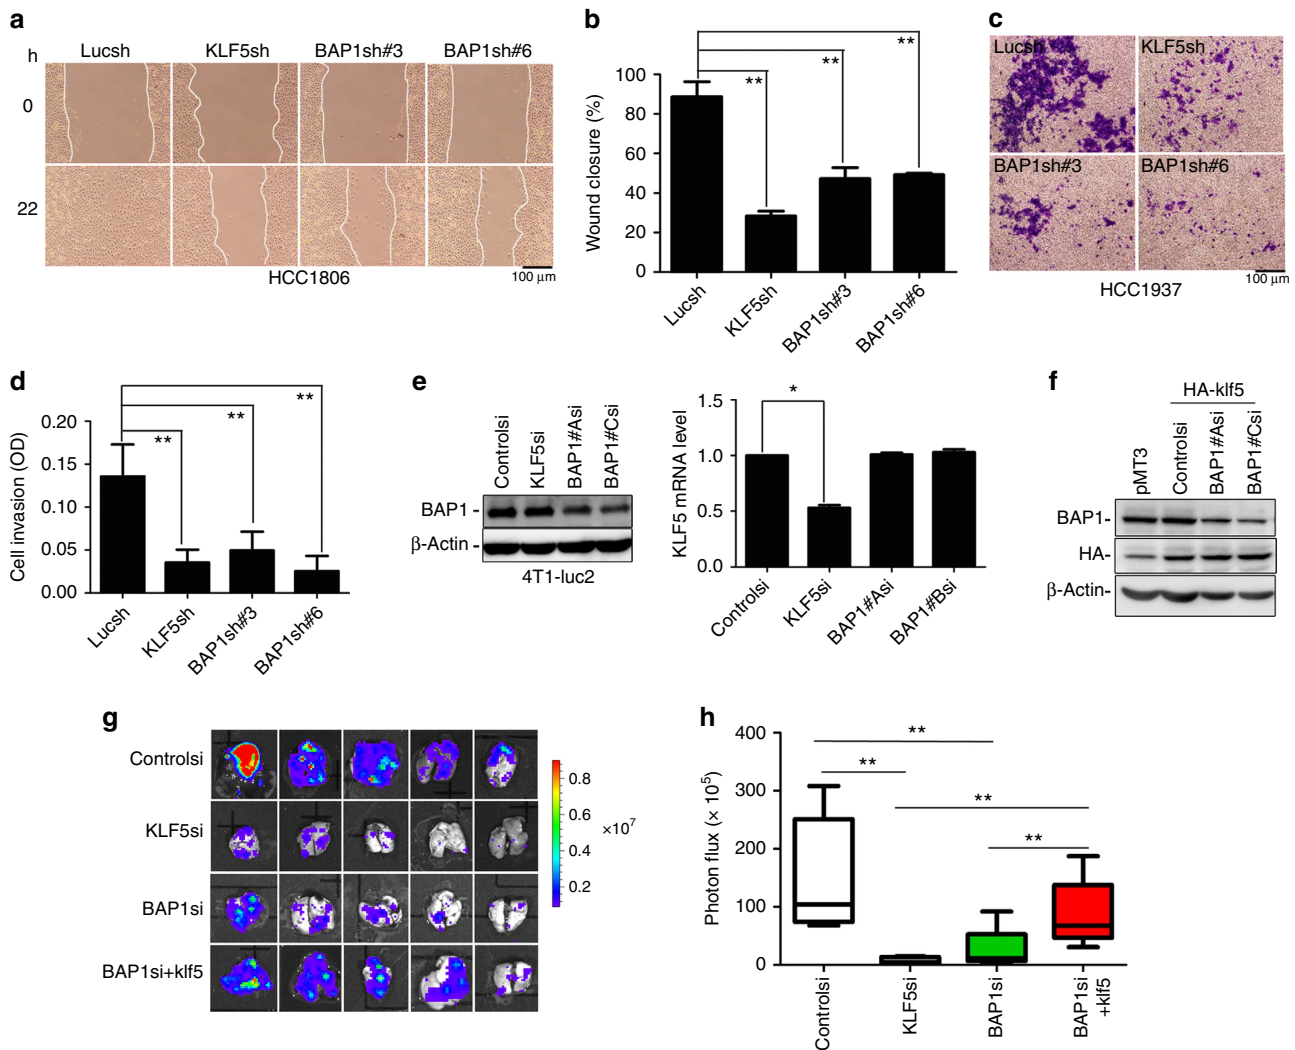 a
h
Lucsh KLF5sh BAP1sh#3 BAP1sh#6
0
22
HCC1806
100 μm
b
Wound closure (%)
100
80
60
40
20
0
** ** **
Lucsh KLF5sh BAP1sh#3 BAP1sh#6
c
Lucsh KLF5sh
BAP1sh#3 BAP1sh#6
100 μm
HCC1937
d
Cell invasion (OD)
0.20
0.15
0.10
0.05
0.00
** ** **
Lucsh KLF5sh BAP1sh#3 BAP1sh#6
e
Controlsi KLF5si BAP1#Asi BAP1#Csi
BAP1 -
β-Actin -
4T1-luc2
KLF5 mRNA level
1.5
1.0
0.5
0.0
*
Controlsi KLF5si BAP1#Asi BAP1#Bsi
f
HA-klf5
pMT3 Controlsi BAP1#Asi BAP1#Csi
BAP1-
HA-
β-Actin-
g
Controlsi
KLF5si
BAP1si
BAP1si+klf5
0.8
0.6
0.4
0.2
×10⁷
h
Photon flux (× 10⁵)
400
300
200
100
0
**
**
**
**
Controlsi KLF5si BAP1si BAP1si
+klf5